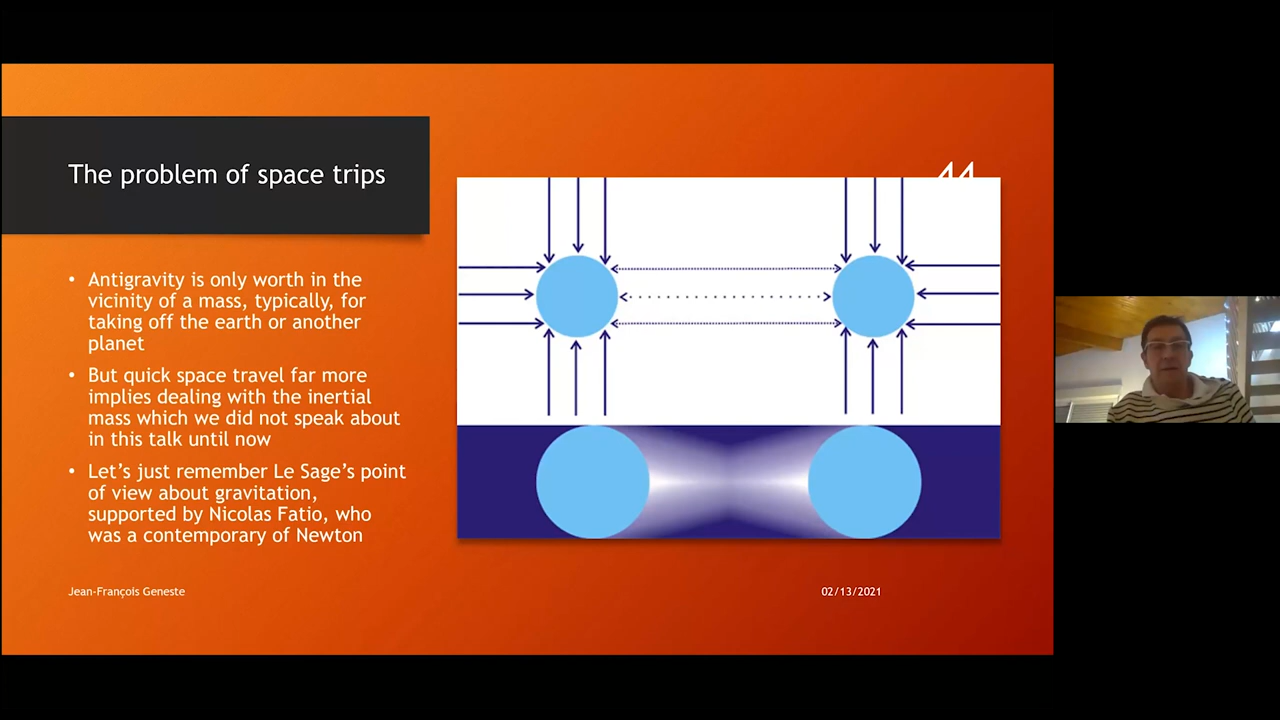 The problem of space trips
44
• Antigravity is only worth in the
vicinity of a mass, typically, for
taking off the earth or another
planet
• But quick space travel far more
implies dealing with the inertial
mass which we did not speak about
in this talk until now
• Let's just remember Le Sage's point
of view about gravitation,
supported by Nicolas Fatio, who
was a contemporary of Newton
Jean-François Geneste
02/13/2021